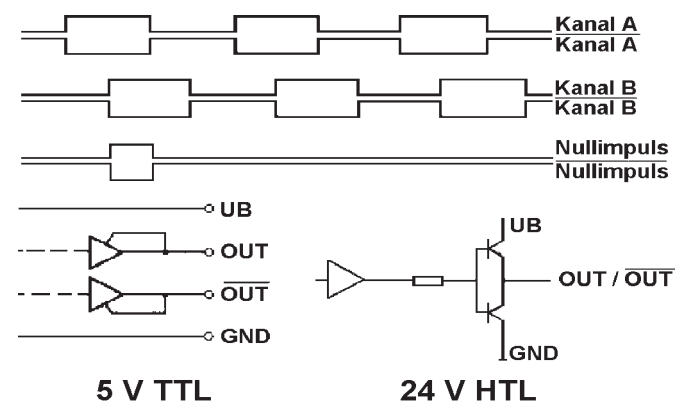 Kanal A
Kanal A
Kanal B
Kanal B
Nullimpuls
Nullimpuls
UB
OUT
OUT
GND
UB
OUT / OUT
GND
5 V TTL
24 V HTL